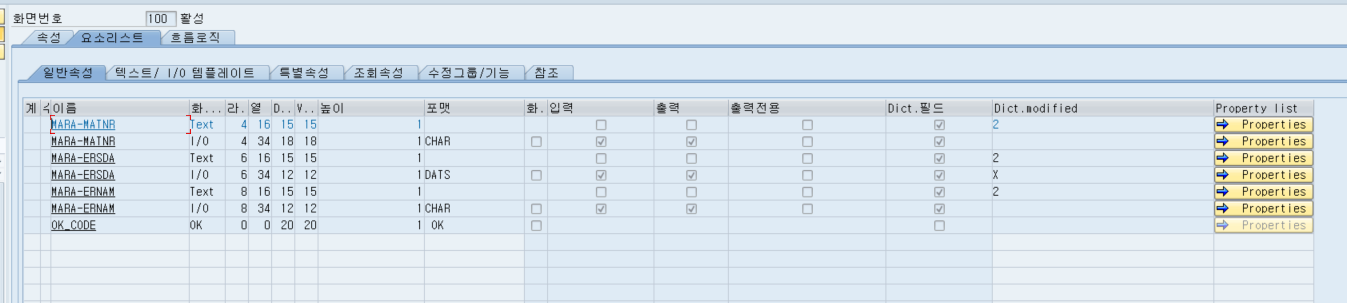 화면번호 100 활성
속성 요소리스트 흐름로직
일반속성 텍스트/ I/O 템플레이트 특별속성 조회속성 수정그룹/기능 참조
계 이름 화... 라. 열 D.. V.. 높이 포맷 화. 입력 출력 출력전용 Dict.필드 Dict.modified Property list
MARA-MATNR Text 4 16 15 15 1 2 Properties
MARA-MATNR I/O 4 34 18 18 1 CHAR Properties
MARA-ERSDA Text 6 16 15 15 1 2 Properties
MARA-ERSDA I/O 6 34 12 12 1 DATS X Properties
MARA-ERNAM Text 8 16 15 15 1 2 Properties
MARA-ERNAM I/O 8 34 12 12 1 CHAR Properties
OK_CODE OK 0 0 20 20 1 OK Properties